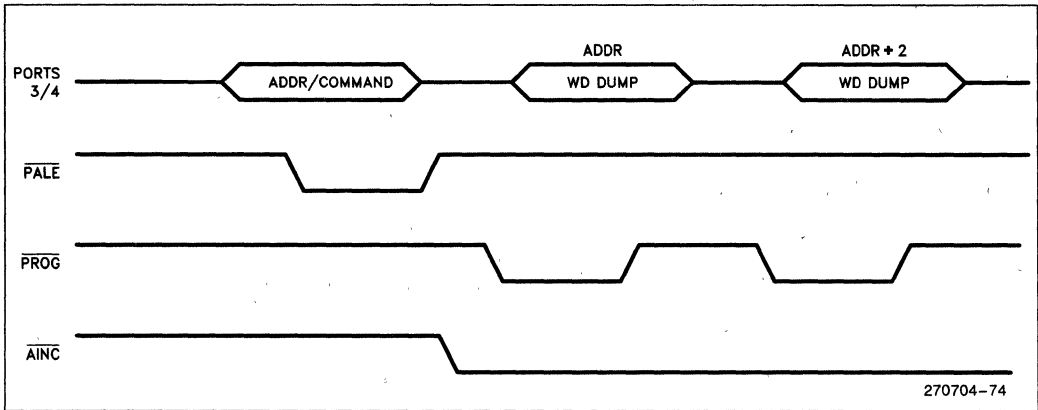 ADDR
ADDR + 2
PORTS
3/4
ADDR/COMMAND
WD DUMP
WD DUMP
PALE
PROG
AINC
270704-74